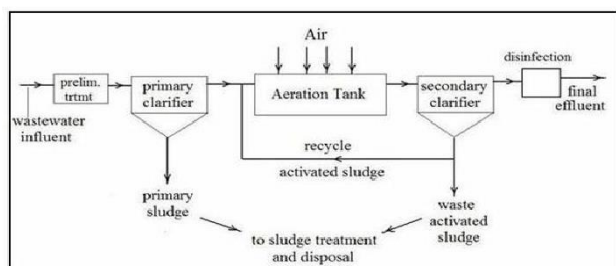 Air
disinfection
prelim.
trtmt
primary
clarifier
Aeration Tank
secondary
clarifier
final
effluent
wastewater
influent
recycle
activated sludge
primary
sludge
waste
activated
sludge
to sludge treatment
and disposal